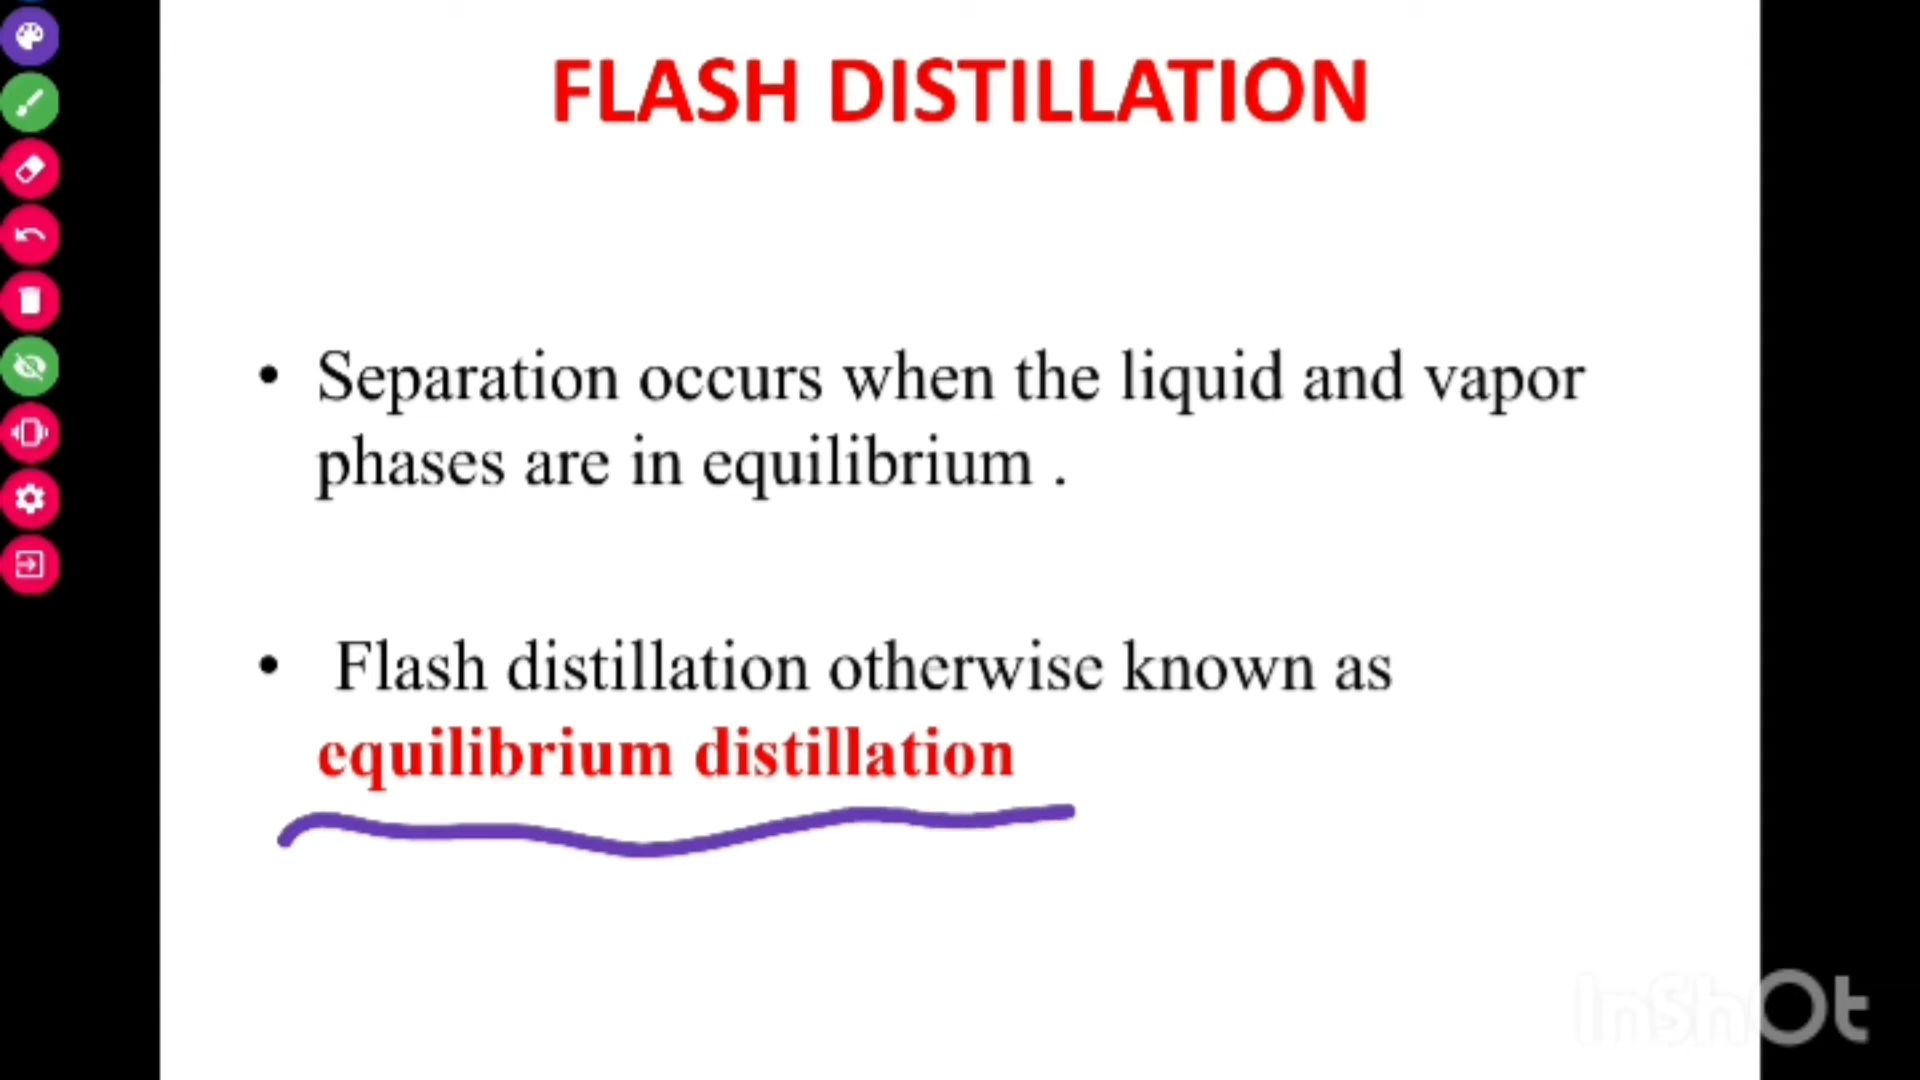 FLASH DISTILLATION
• Separation occurs when the liquid and vapor
phases are in equilibrium .
• Flash distillation otherwise known as
equilibrium distillation
InShOt